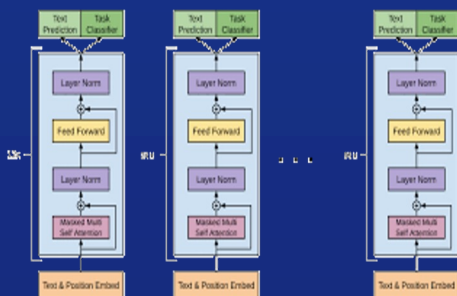 Text Prediction Task Classifier
Layer Norm
Feed Forward
Layer Norm
Masked Multi Self Attention
Text & Position Embed
Text Prediction Task Classifier
Layer Norm
Feed Forward
Layer Norm
Masked Multi Self Attention
Text & Position Embed
...
Text Prediction Task Classifier
Layer Norm
Feed Forward
Layer Norm
Masked Multi Self Attention
Text & Position Embed